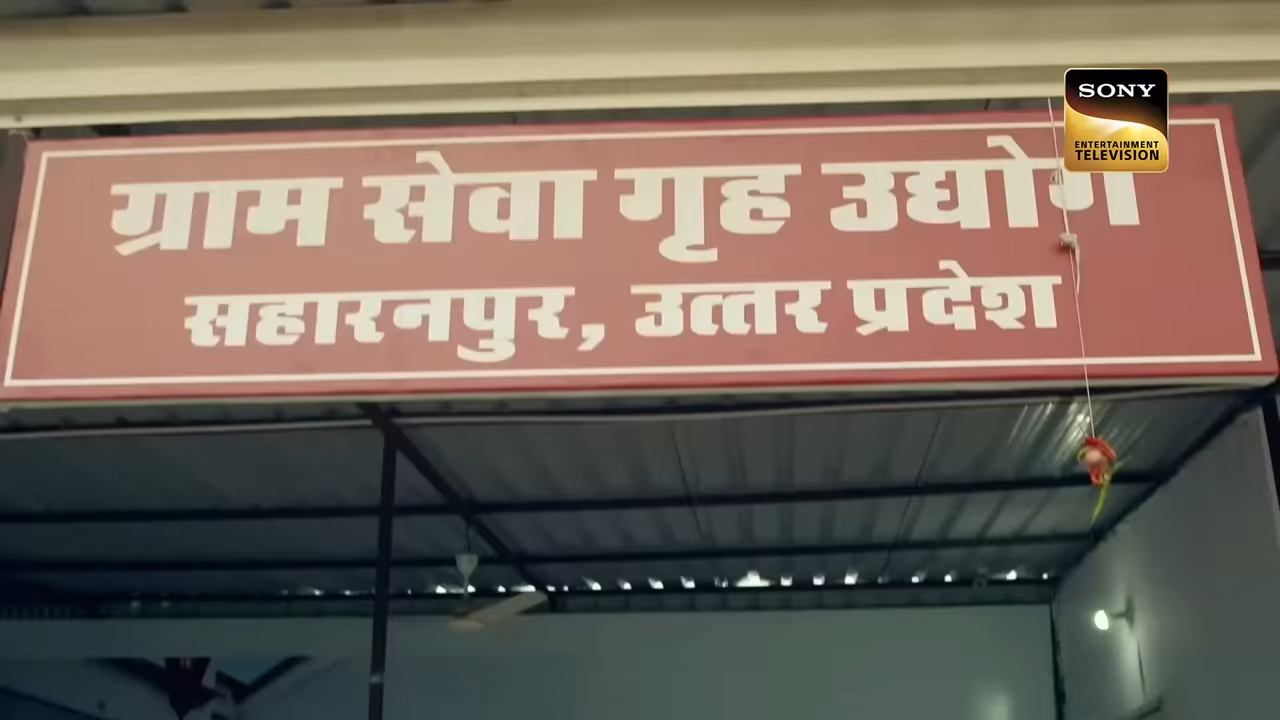 SONY
ENTERTAINMENT
TELEVISION
ग्राम सेवा गृह उद्योग
सहारनपुर, उत्तर प्रदेश